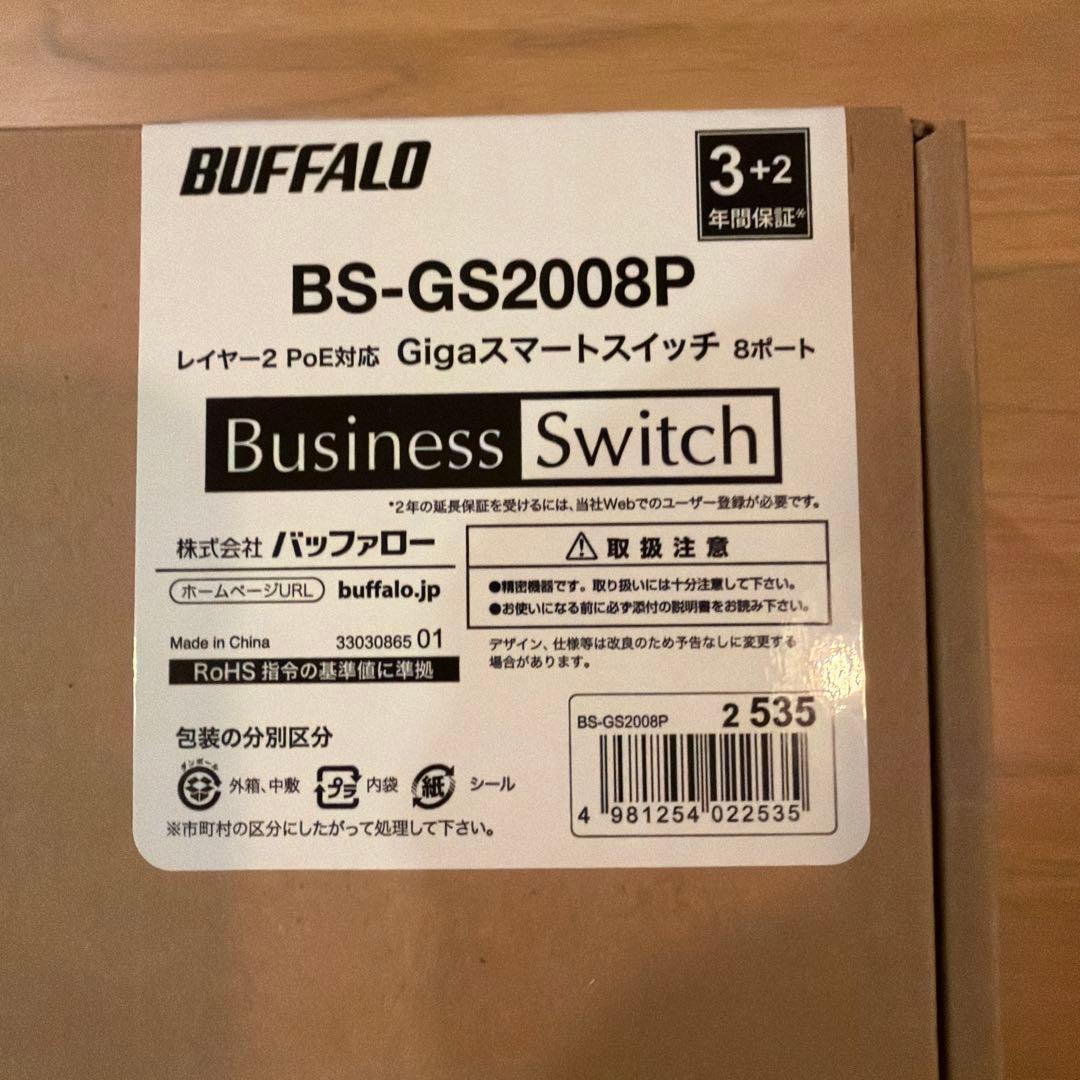 BUFFALO
3+2
年間保証*
BS-GS2008P
レイヤー2 PoE対応 Gigaスマートスイッチ 8ポート
Business Switch
*2年の延長保証を受けるには、当社Webでのユーザー登録が必要です。
株式会社 バッファロー
ホームページURL buffalo.jp
Made in China 33030865 01
RoHS 指令の基準値に準拠
⚠ 取扱注意
●精密機器です。取り扱いには十分注意して下さい。
●お使いになる前に必ず添付の説明書をお読み下さい。
デザイン、仕様等は改良のため予告なしに変更する
場合があります。
包装の分別区分
ダンボール 外箱、中敷 プラ 内袋 紙 シール
※市町村の区分にしたがって処理して下さい。
BS-GS2008P 2 535
4 981254 022535